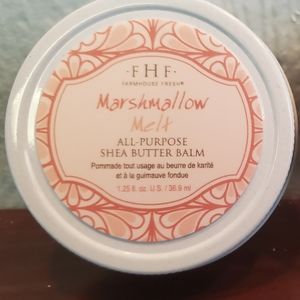 · F H F ·
FARMHOUSE FRESH®
Marshmallow
Melt
ALL-PURPOSE
SHEA BUTTER BALM
Pommade tout usage au beurre de karité
et à la guimauve fondue
1.25 fl. oz. U.S. / 36.9 ml